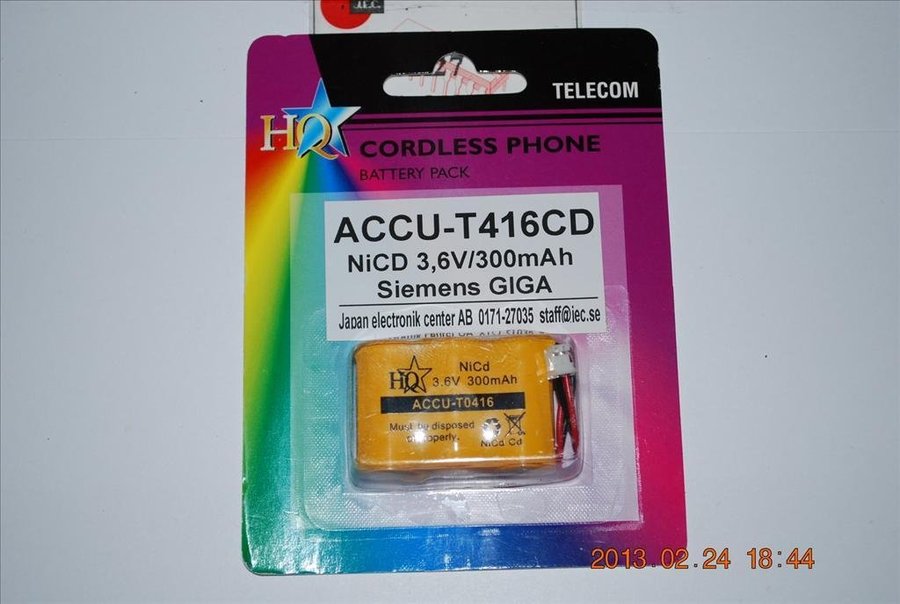 J.E.C.
27
TELECOM
HQ
CORDLESS PHONE
BATTERY PACK
ACCU-T416CD
NiCD 3,6V/300mAh
Siemens GIGA
Japan electronik center AB 0171-27035 staff@iec.se
HQ
NiCd
3.6V 300mAh
ACCU-T0416
Must be disposed
properly.
NiCd Cd
2013.02.24 18:44